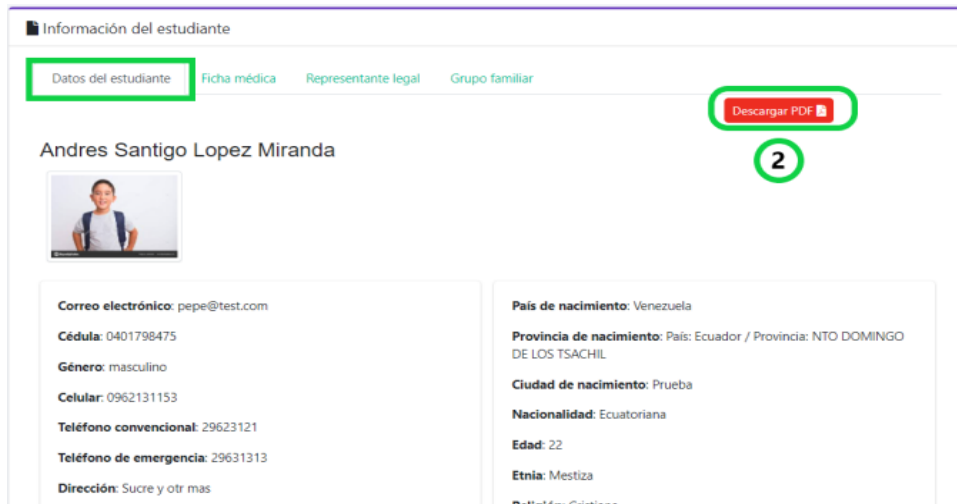 Información del estudiante
Datos del estudiante Ficha médica Representante legal Grupo familiar
Descargar PDF
2
Andres Santigo Lopez Miranda
Correo electrónico: pepe@test.com
Cédula: 0401798475
Género: masculino
Celular: 0962131153
Teléfono convencional: 29623121
Teléfono de emergencia: 29631313
Dirección: Sucre y otr mas
País de nacimiento: Venezuela
Provincia de nacimiento: País: Ecuador / Provincia: NTO DOMINGO
DE LOS TSACHIL
Ciudad de nacimiento: Prueba
Nacionalidad: Ecuatoriana
Edad: 22
Etnia: Mestiza
Religión: Cristiana